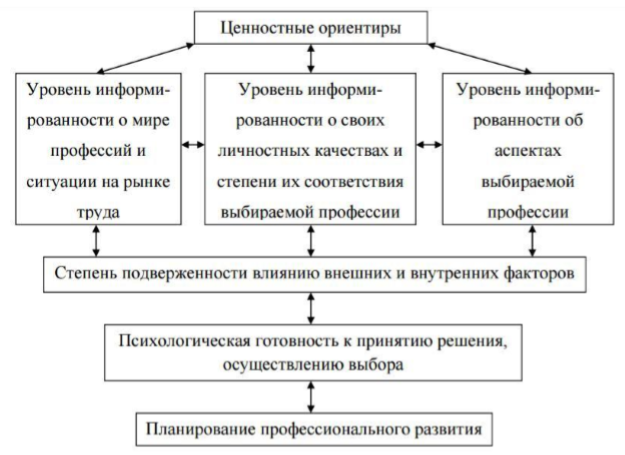 Ценностные ориентиры
Уровень информи-
рованности о мире
профессий и
ситуации на рынке
труда
Уровень информи-
рованности о своих
личностных качествах и
степени их соответствия
выбираемой профессии
Уровень информи-
рованности об
аспектах
выбираемой
профессии
Степень подверженности влиянию внешних и внутренних факторов
Психологическая готовность к принятию решения,
осуществлению выбора
Планирование профессионального развития